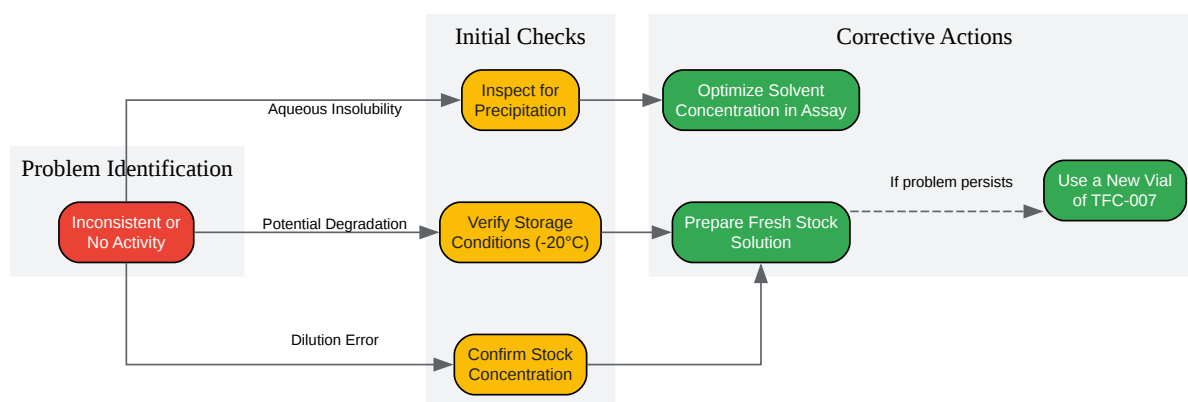 Initial Checks
Corrective Actions
Inspect for
Precipitation
Optimize Solvent
Concentration in Assay
Aqueous Insolubility
Problem Identification
Inconsistent or
No Activity
Potential Degradation
Verify Storage
Conditions (-20°C)
Prepare Fresh Stock
Solution
If problem persists
Use a New Vial
of TFC-007
Dilution Error
Confirm Stock
Concentration